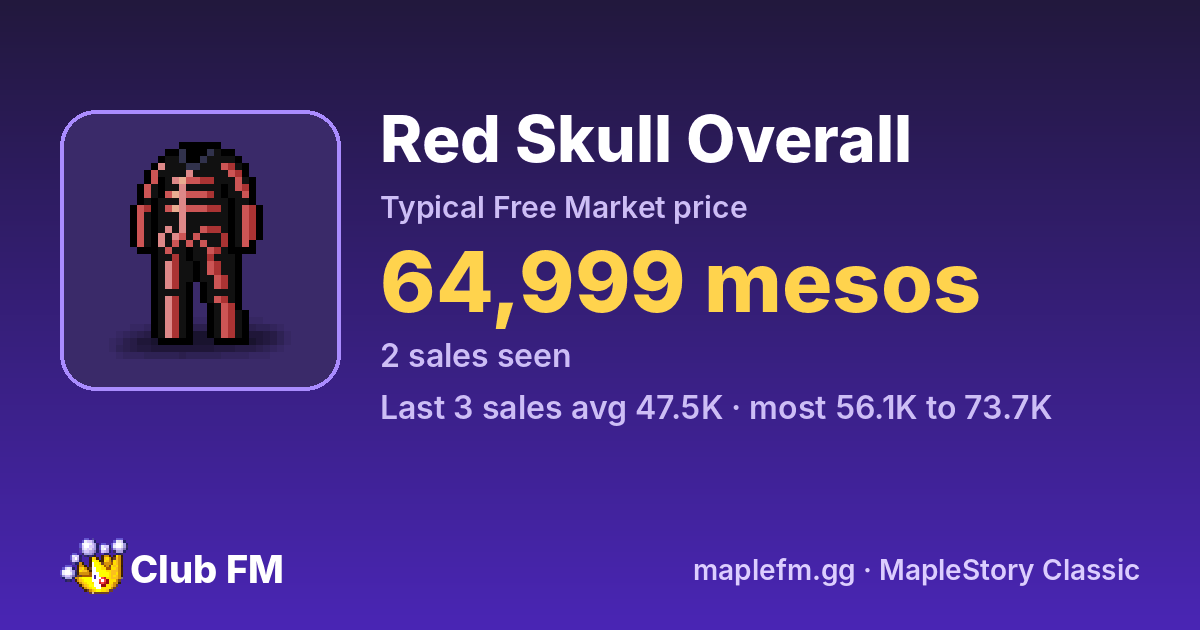 Red Skull Overall
Typical Free Market price
64,999 mesos
2 sales seen
Last 3 sales avg 47.5K · most 56.1K to 73.7K
Club FM
maplefm.gg · MapleStory Classic